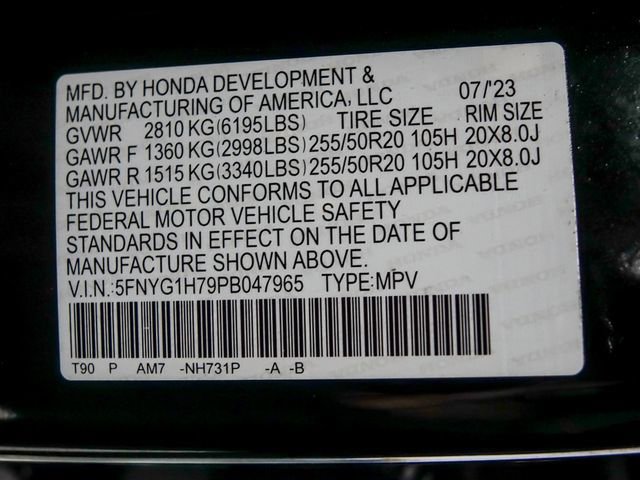 MFD. BY HONDA DEVELOPMENT &
MANUFACTURING OF AMERICA, LLC 07/'23
GVWR 2810 KG(6195LBS) TIRE SIZE RIM SIZE
GAWR F 1360 KG(2998LBS) 255/50R20 105H 20X8.0J
GAWR R 1515 KG(3340LBS) 255/50R20 105H 20X8.0J
THIS VEHICLE CONFORMS TO ALL APPLICABLE
FEDERAL MOTOR VEHICLE SAFETY
STANDARDS IN EFFECT ON THE DATE OF
MANUFACTURE SHOWN ABOVE.
V.I.N.:5FNYG1H79PB047965 TYPE:MPV
T90 P AM7 -NH731P -A -B